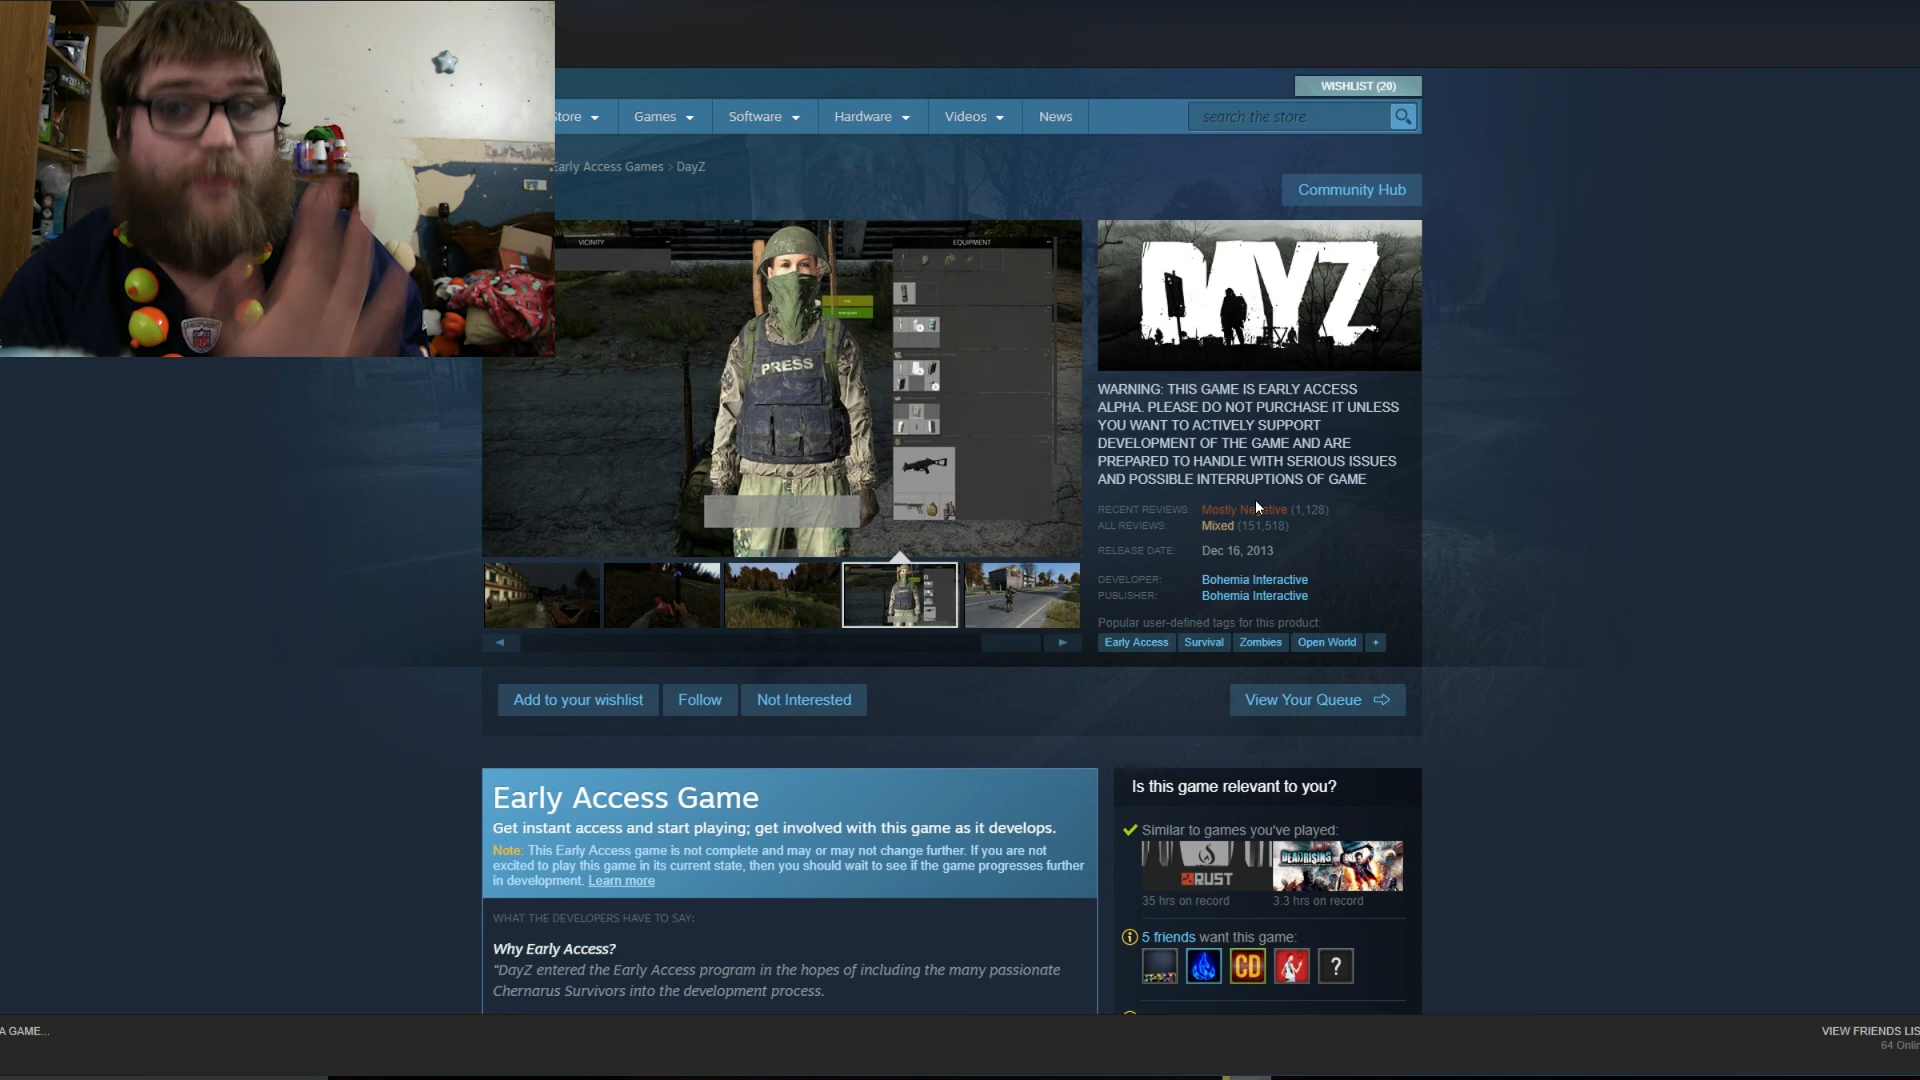 WISHLIST (20)
Store
Games
Software
Hardware
Videos
News
search the store
Early Access Games > DayZ
Community Hub
VICINITY
EQUIPMENT
PRESS
EQUIPMENT
NFL
DAYZ
WARNING: THIS GAME IS EARLY ACCESS
ALPHA. PLEASE DO NOT PURCHASE IT UNLESS
YOU WANT TO ACTIVELY SUPPORT
DEVELOPMENT OF THE GAME AND ARE
PREPARED TO HANDLE WITH SERIOUS ISSUES
AND POSSIBLE INTERRUPTIONS OF GAME
RECENT REVIEWS: Mostly Negative (1,128)
ALL REVIEWS: Mixed (151,518)
RELEASE DATE: Dec 16, 2013
DEVELOPER: Bohemia Interactive
PUBLISHER: Bohemia Interactive
Popular user-defined tags for this product:
Early Access Survival Zombies Open World +
Add to your wishlist
Follow
Not Interested
View Your Queue
Early Access Game
Get instant access and start playing; get involved with this game as it develops.
Note: This Early Access game is not complete and may or may not change further. If you are not
excited to play this game in its current state, then you should wait to see if the game progresses further
in development. Learn more
WHAT THE DEVELOPERS HAVE TO SAY:
Why Early Access?
“DayZ entered the Early Access program in the hopes of including the many passionate
Chernarus Survivors into the development process.
Is this game relevant to you?
Similar to games you've played:
RUST
DEADRISING
35 hrs on record
3.3 hrs on record
5 friends want this game:
CD
?
A GAME...
VIEW FRIENDS LIS
64 Onlin